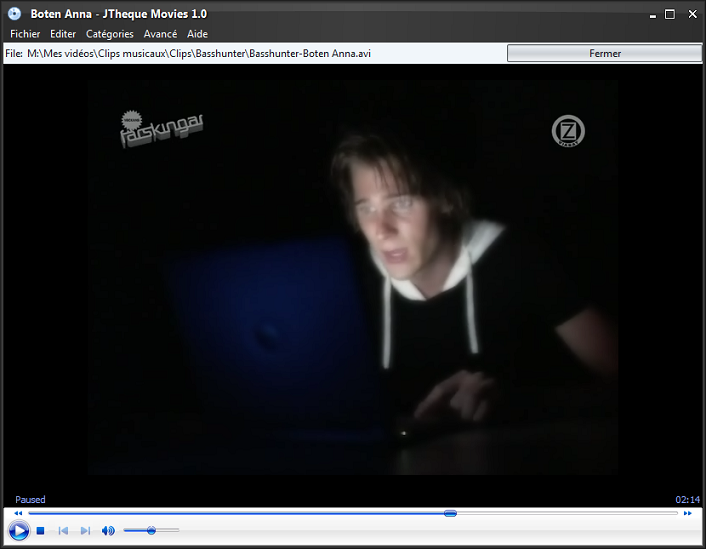 Boten Anna - JTheque Movies 1.0
Fichier Editer Catégories Avancé Aide
File: M:\Mes vidéos\Clips musicaux\Clips\Basshunter\Basshunter-Boten Anna.avi Fermer
färskingar
Z
Paused 02:14